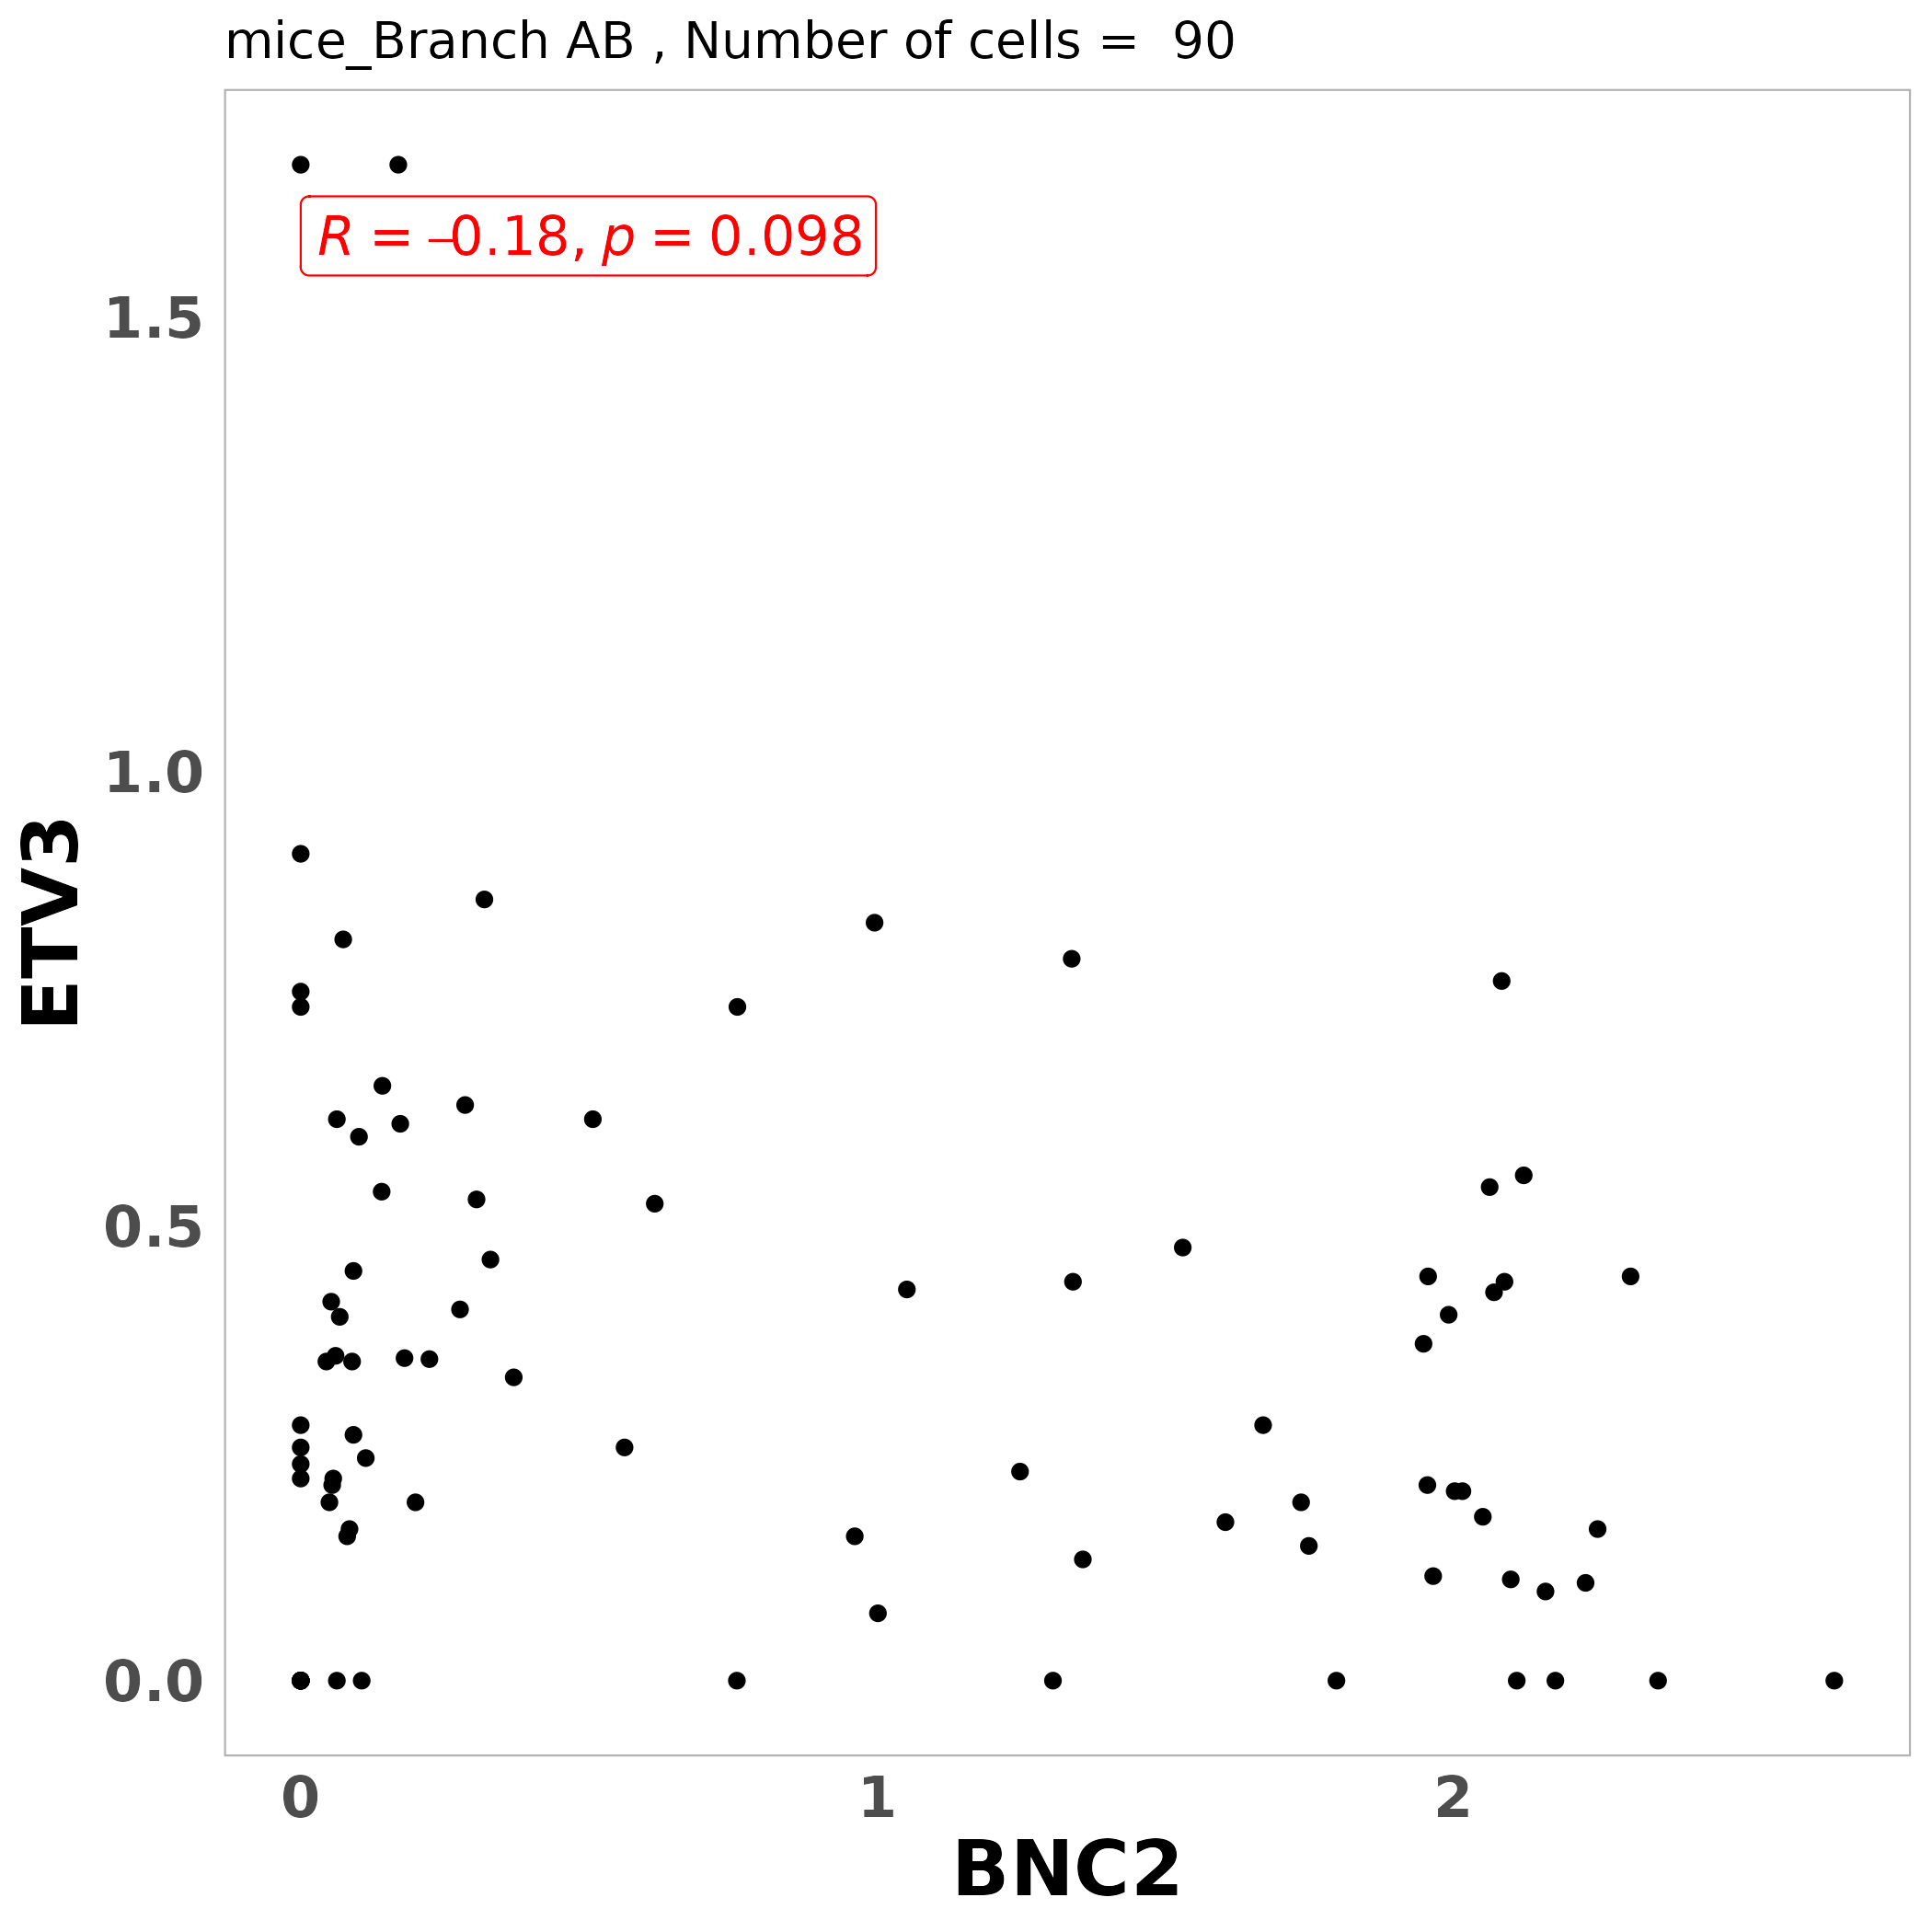 mice_Branch AB , Number of cells =  90
R = –0.18, p = 0.098
1.5
1.0
0.5
0.0
ETV3
0 1 2
BNC2